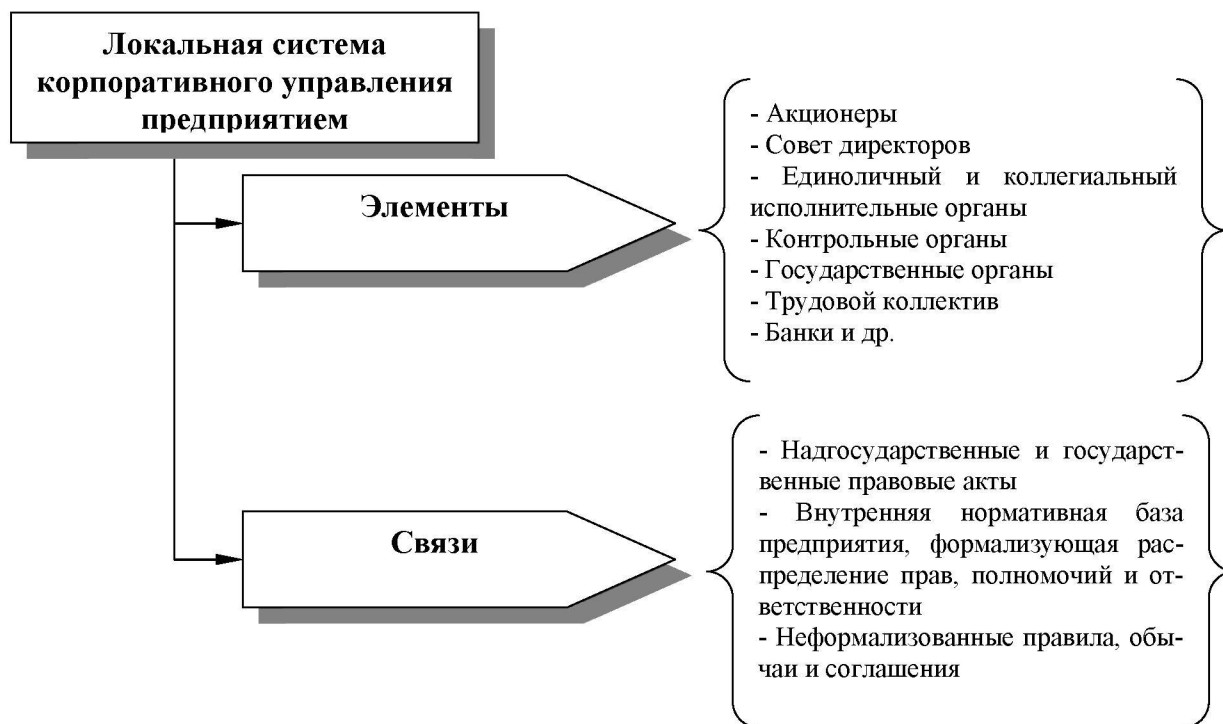 Локальная система
корпоративного управления
предприятием
Элементы
- Акционеры
- Совет директоров
- Единоличный и коллегиальный
исполнительные органы
- Контрольные органы
- Государственные органы
- Трудовой коллектив
- Банки и др.
Связи
- Надгосударственные и государст-
венные правовые акты
- Внутренняя нормативная база
предприятия, формализующая рас-
пределение прав, полномочий и от-
ветственности
- Неформализованные правила, обы-
чаи и соглашения